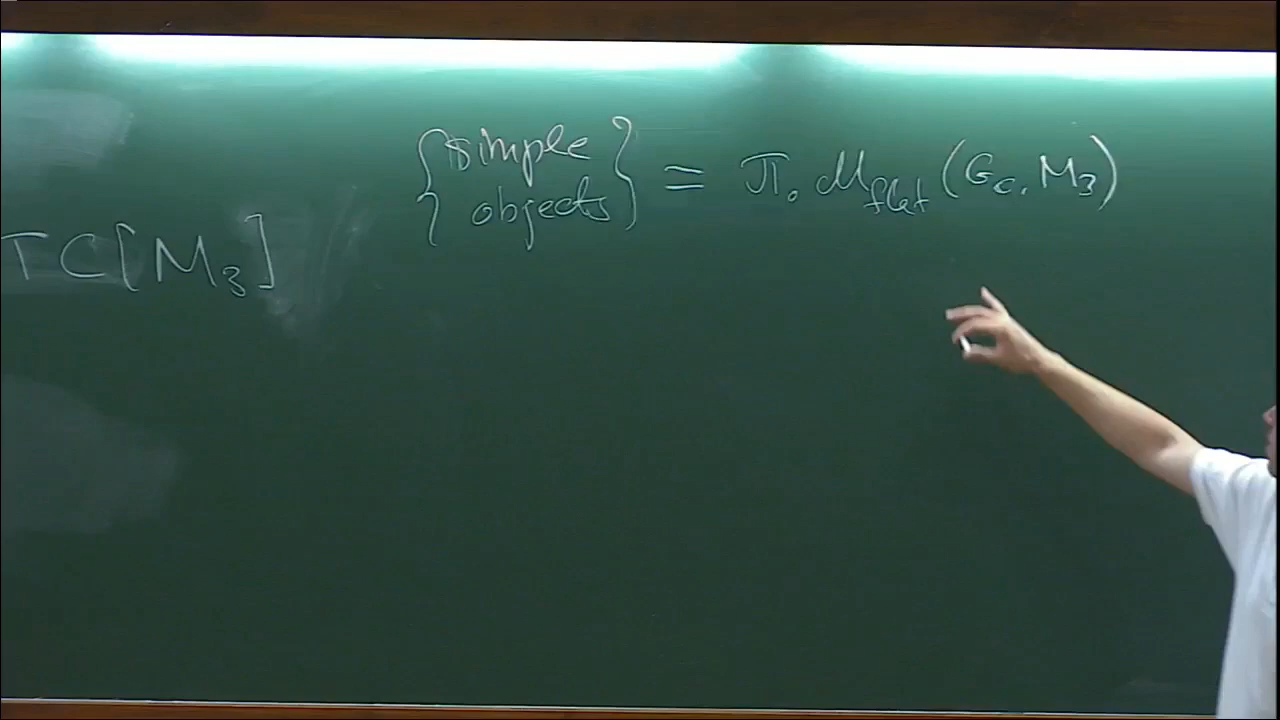 {simple objects} = π₀ ℳ_flat (G_ℂ, M₃)
TC[M₃]